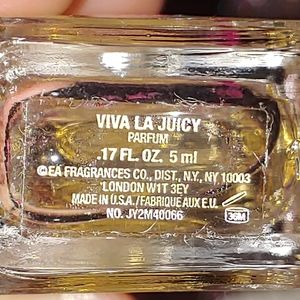 VIVA LA JUICY
PARFUM
.17 FL. OZ. 5 ml
©EA FRAGRANCES CO., DIST., N.Y., NY 10003
LONDON W1T 3EY
MADE IN U.S.A./FABRIQUE AUX E.U.
NO. JY2M40066
36M